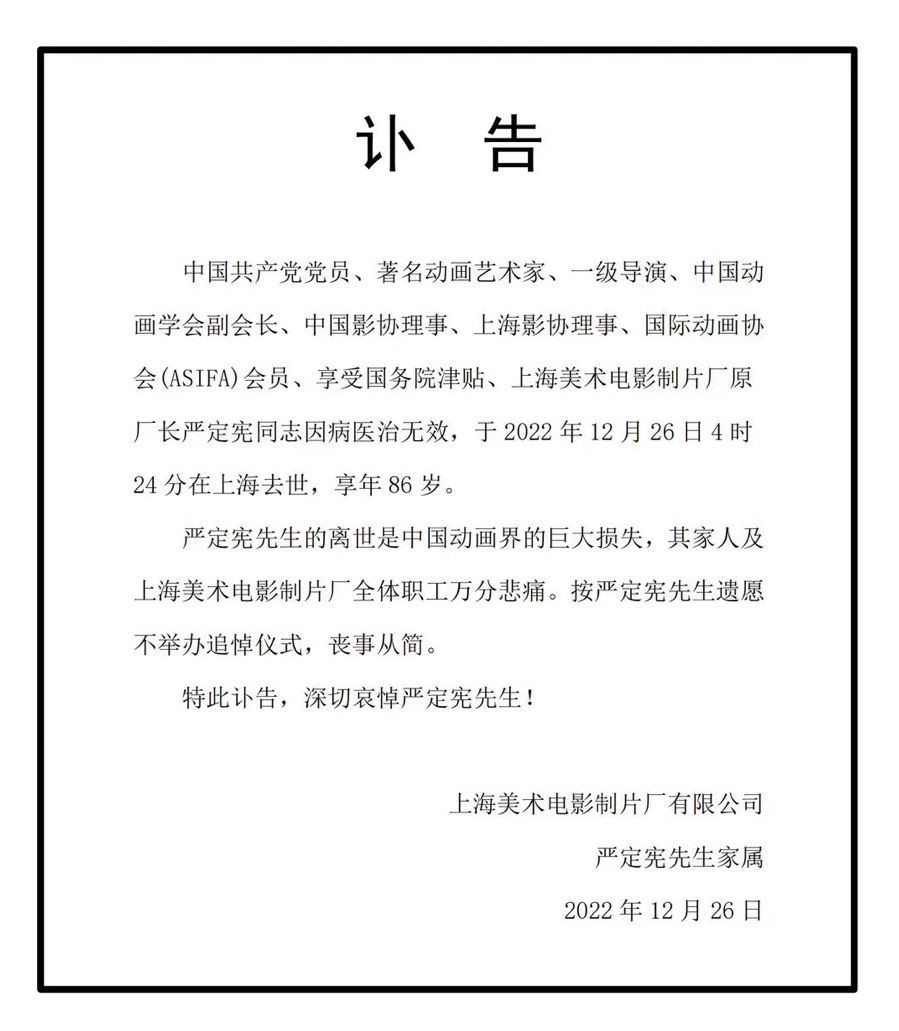 讣 告
中国共产党党员、著名动画艺术家、一级导演、中国动
画学会副会长、中国影协理事、上海影协理事、国际动画协
会(ASIFA)会员、享受国务院津贴、上海美术电影制片厂原
厂长严定宪同志因病医治无效，于 2022 年 12 月 26 日 4 时
24 分在上海去世，享年 86 岁。
严定宪先生的离世是中国动画界的巨大损失，其家人及
上海美术电影制片厂全体职工万分悲痛。按严定宪先生遗愿
不举办追悼仪式，丧事从简。
特此讣告，深切哀悼严定宪先生！
上海美术电影制片厂有限公司
严定宪先生家属
2022 年 12 月 26 日